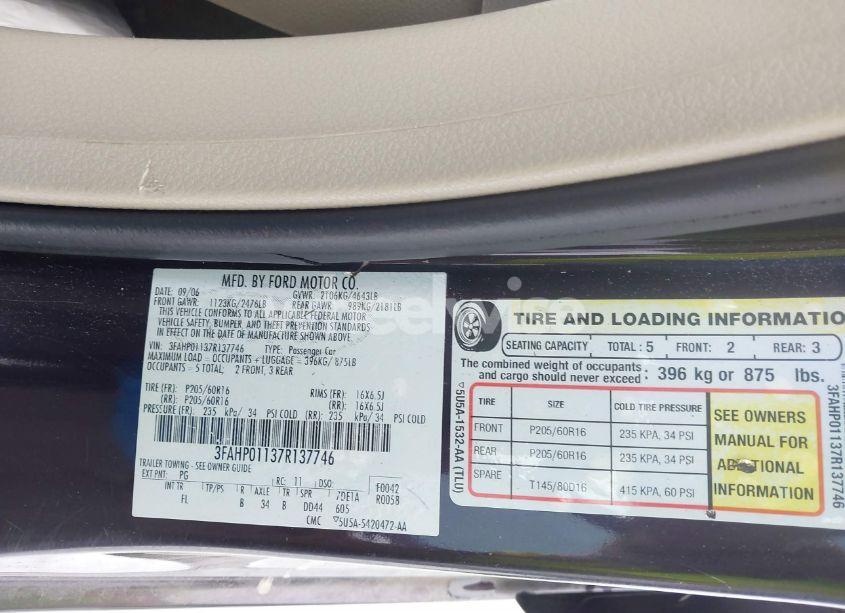 MFD. BY FORD MOTOR CO.
DATE: 09/06 GVWR: 2106KG/4643LB
FRONT GAWR: 1123KG/2476LB REAR GAWR: 989KG/2181LB
THIS VEHICLE CONFORMS TO ALL APPLICABLE FEDERAL MOTOR
VEHICLE SAFETY, BUMPER, AND THEFT PREVENTION STANDARDS
IN EFFECT ON THE DATE OF MANUFACTURE SHOWN ABOVE.
VIN: 3FAHP01137R137746 TYPE: Passenger Car
MAXIMUM LOAD = OCCUPANTS + LUGGAGE = 396KG/ 875LB
OCCUPANTS = 5 TOTAL: 2 FRONT, 3 REAR
TIRE (FR): P205/60R16 RIMS (FR): 16X6.5J
(RR): P205/60R16 (RR): 16X6.5J
PRESSURE (FR): 235 kPa/ 34 PSI COLD (RR): 235 kPa/ 34 PSI COLD
3FAHP01137R137746
TRAILER TOWING - SEE OWNER GUIDE
EXT PNT: PG RC: 11 DSO: F0042
INT TR TP/PS R AXLE TR SPR 7DE1A R005B
FL B 34 B DD44 605
CMC ▽5U5A-5420472-AA
▽5U5A-1532-AA (TLU)
TIRE AND LOADING INFORMATIO
SEATING CAPACITY TOTAL : 5 FRONT: 2 REAR: 3
The combined weight of occupants
and cargo should never exceed : 396 kg or 875 lbs.
TIRE SIZE COLD TIRE PRESSURE
FRONT P205/60R16 235 KPA, 34 PSI
REAR P205/60R16 235 KPA, 34 PSI
SPARE T145/80D16 415 KPA, 60 PSI
SEE OWNERS
MANUAL FOR
ADDITIONAL
INFORMATION
3FAHP01137R137746